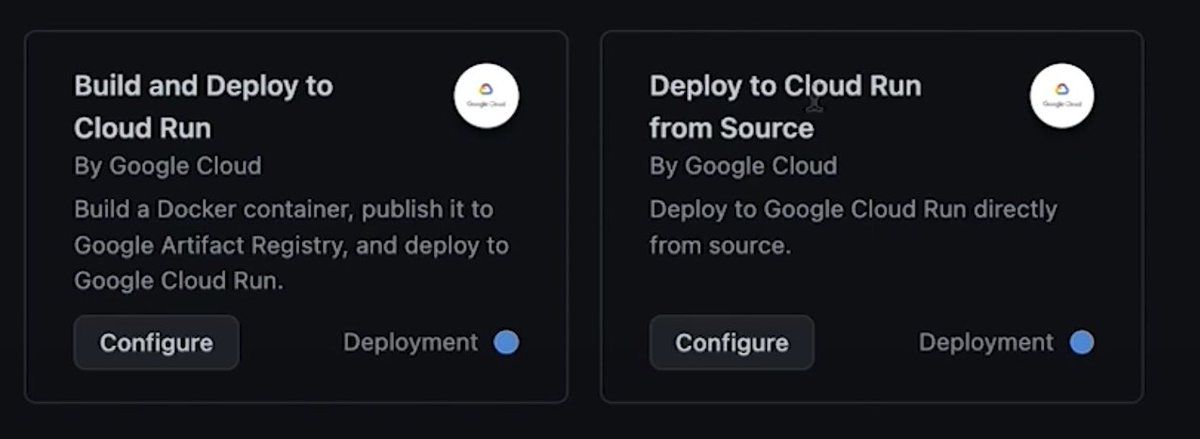 Build and Deploy to
Cloud Run
By Google Cloud
Build a Docker container, publish it to
Google Artifact Registry, and deploy to
Google Cloud Run.
Configure
Deployment
Google Cloud
Deploy to Cloud Run
from Source
By Google Cloud
Deploy to Google Cloud Run directly
from source.
Configure
Deployment
Google Cloud